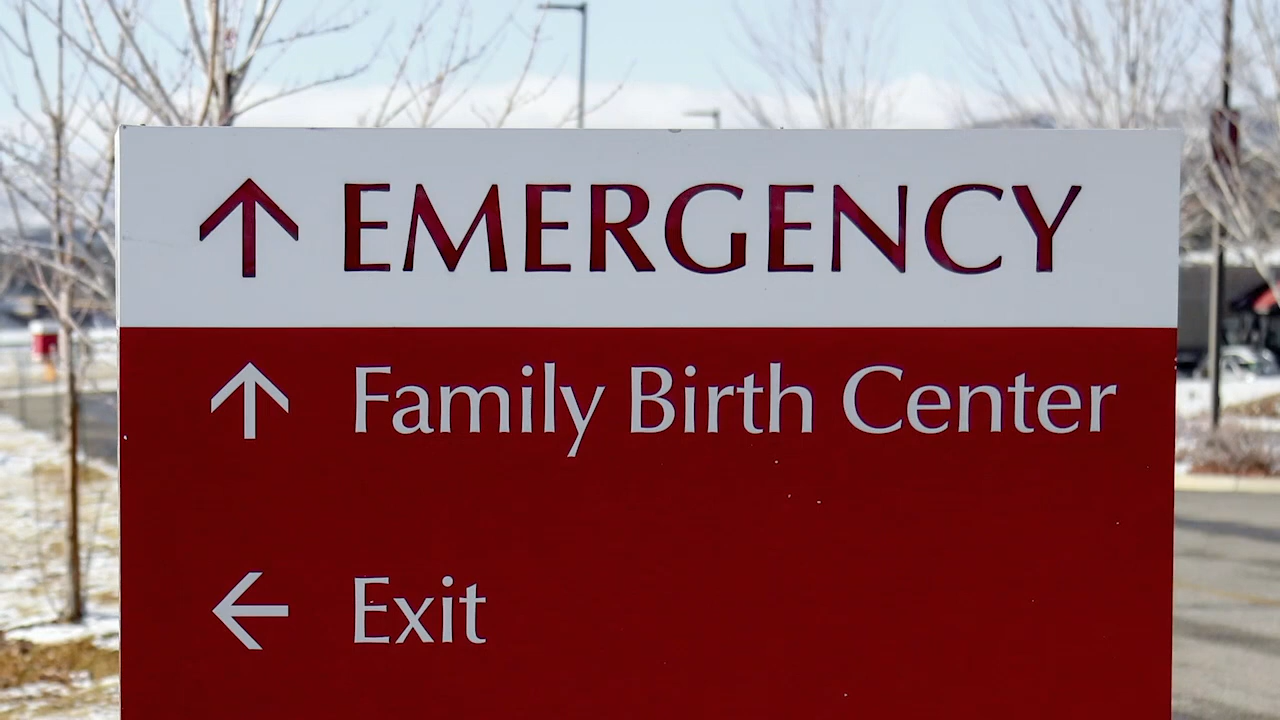 ↑ EMERGENCY
↑ Family Birth Center
← Exit